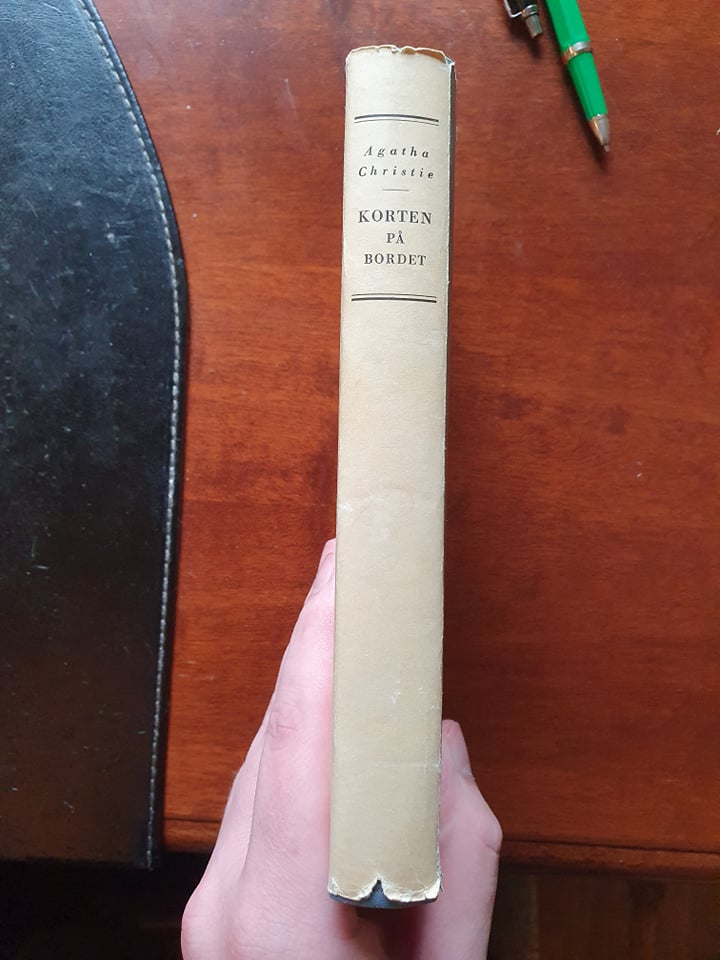 Agatha
Christie
KORTEN
PÅ
BORDET